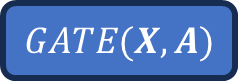 GATE(X, A)